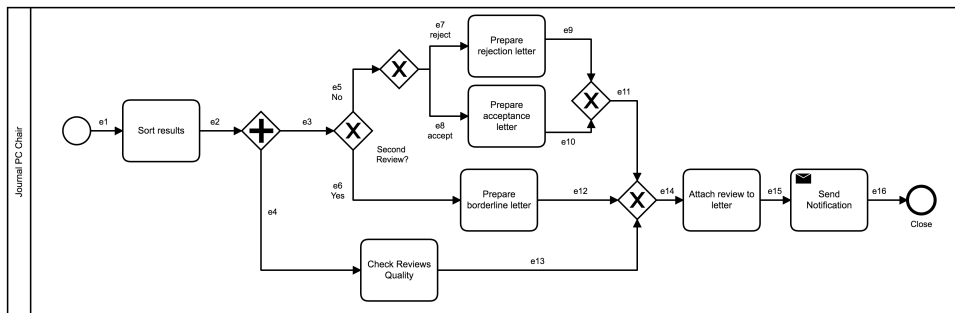 Journal PC Chair
e1
Sort results
e2
e3
e4
e5
No
Second
Review?
e6
Yes
e7
reject
e8
accept
Prepare
rejection letter
Prepare
acceptance
letter
e9
e10
e11
Prepare
borderline letter
e12
Check Reviews
Quality
e13
e14
Attach review to
letter
e15
Send
Notification
e16
Close